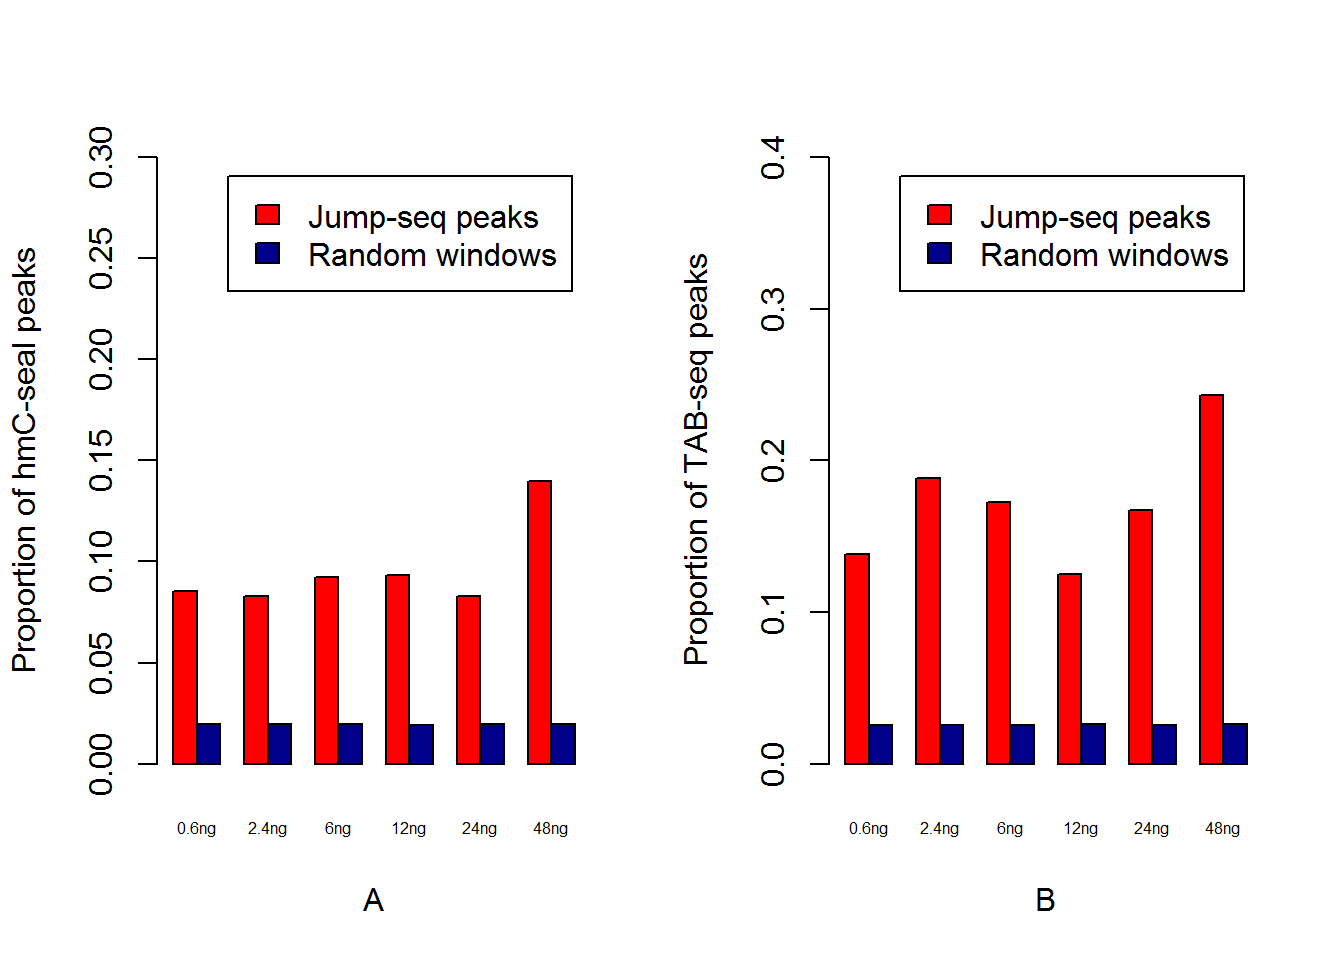 Proportion of hmC-seal peaks
0.30
0.25
0.20
0.15
0.10
0.05
0.00
Jump-seq peaks
Random windows
0.6ng 2.4ng 6ng 12ng 24ng 48ng
A
Proportion of TAB-seq peaks
0.4
0.3
0.2
0.1
0.0
Jump-seq peaks
Random windows
0.6ng 2.4ng 6ng 12ng 24ng 48ng
B